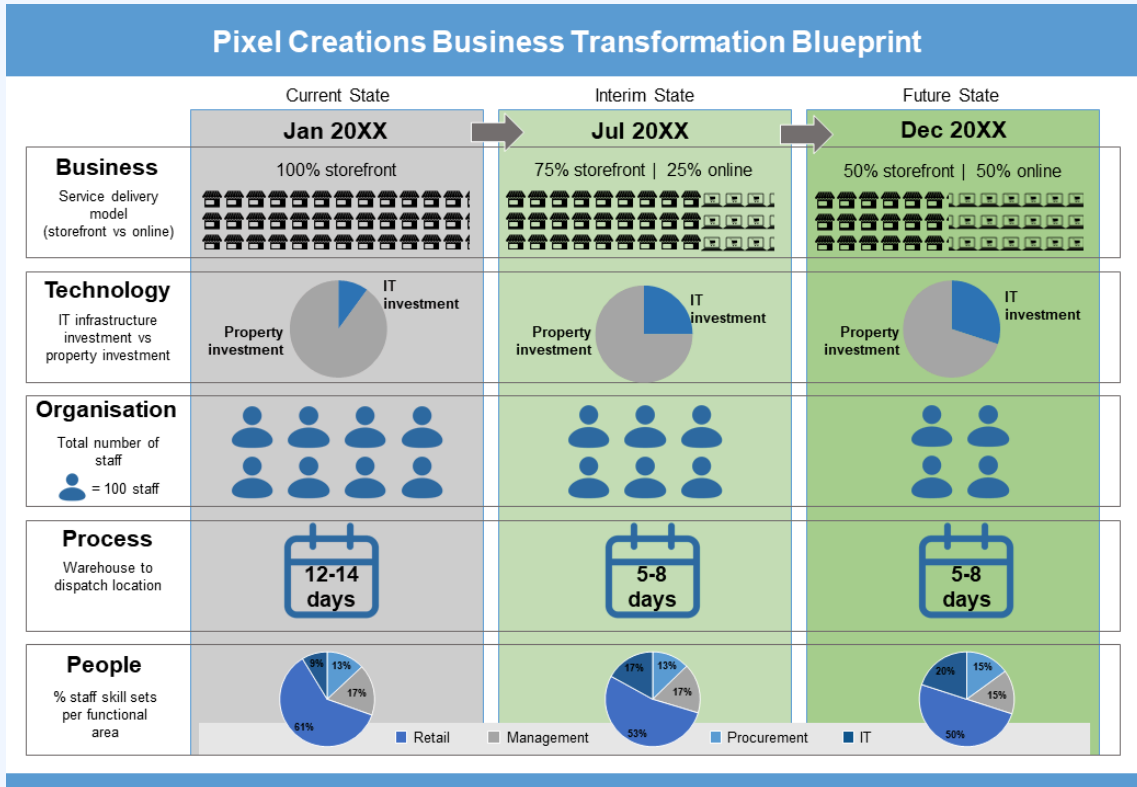 Pixel Creations Business Transformation Blueprint
Current State
Interim State
Future State
Jan 20XX
Jul 20XX
Dec 20XX
Business
Service delivery
model
(storefront vs online)
100% storefront
75% storefront | 25% online
50% storefront | 50% online
Technology
IT infrastructure
investment vs
property investment
IT
investment
Property
investment
IT
investment
Property
investment
IT
investment
Property
investment
Organisation
Total number of
staff
= 100 staff
Process
Warehouse to
dispatch location
12-14
days
5-8
days
5-8
days
People
% staff skill sets
per functional
area
9%
13%
17%
61%
17%
13%
17%
53%
20%
15%
15%
50%
Retail
Management
Procurement
IT